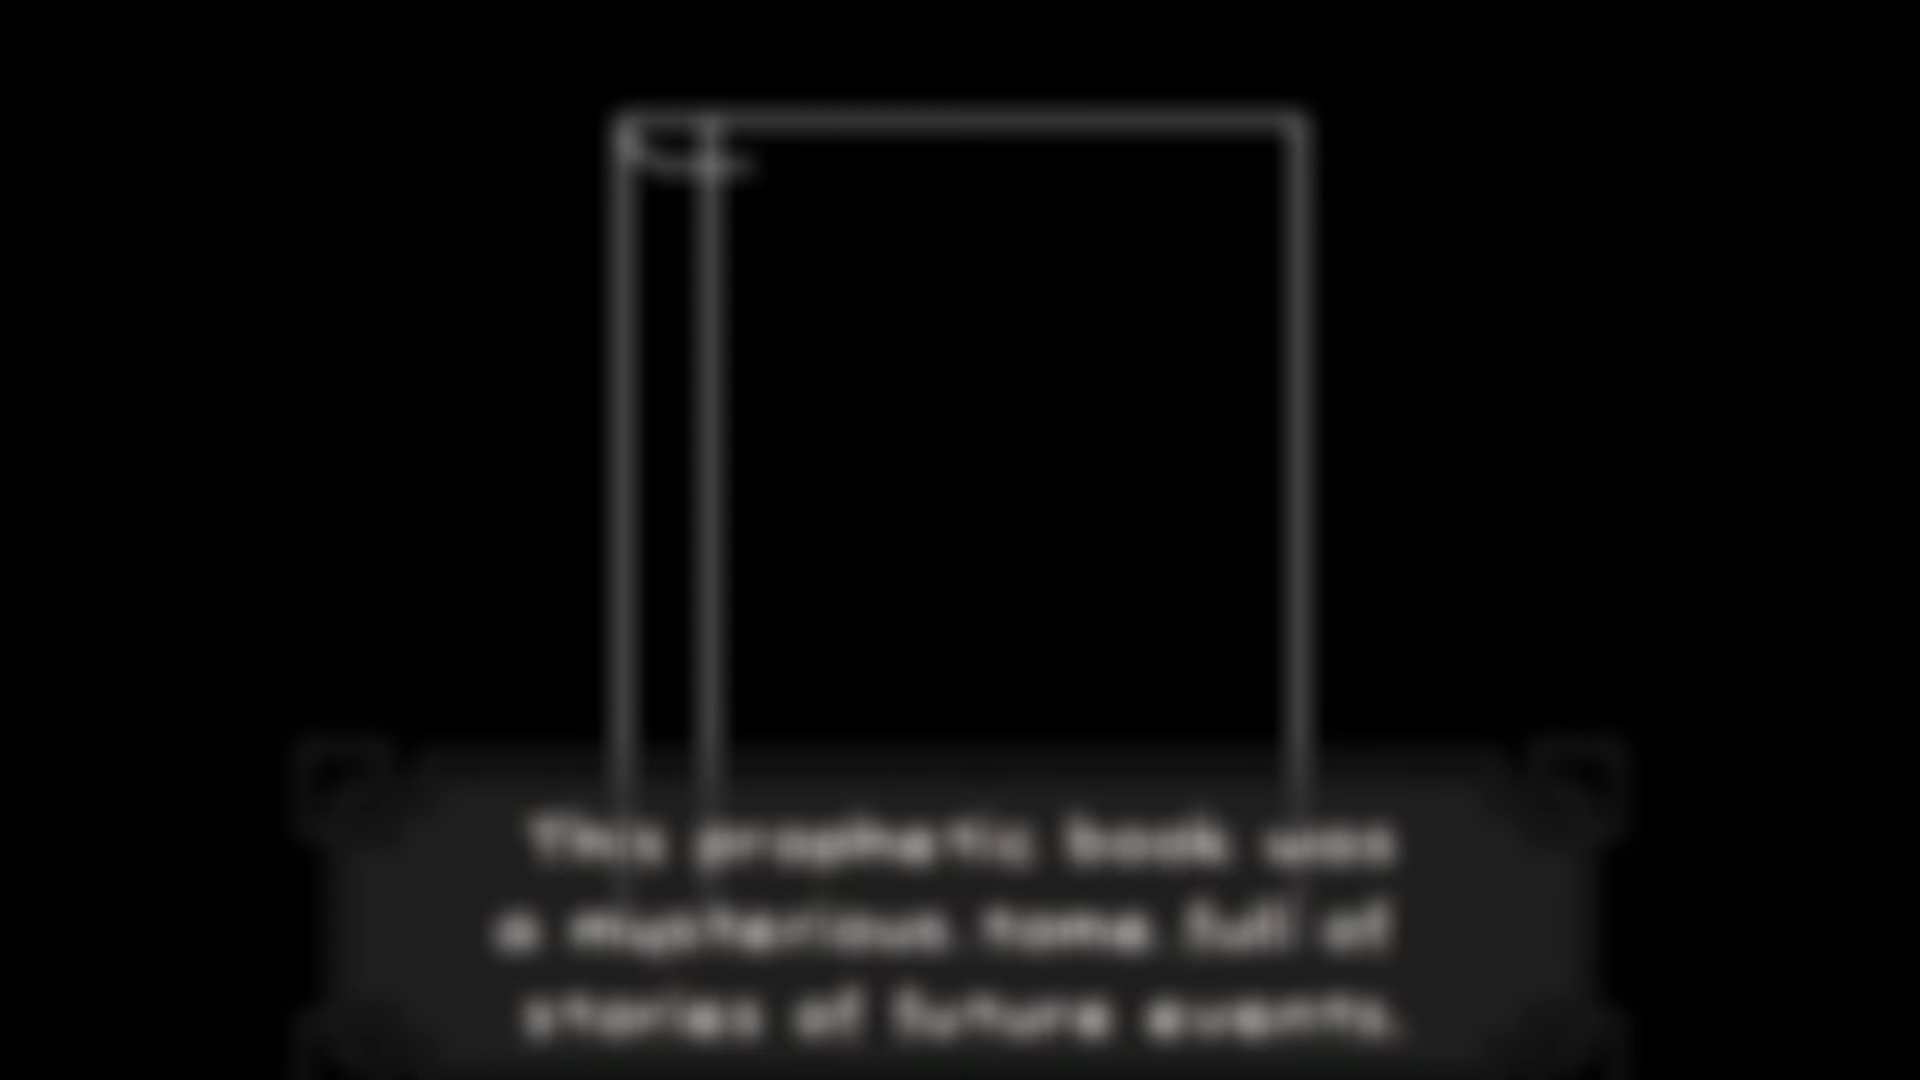 This prophetic book was
a mysterious tome full of
stories of future events.